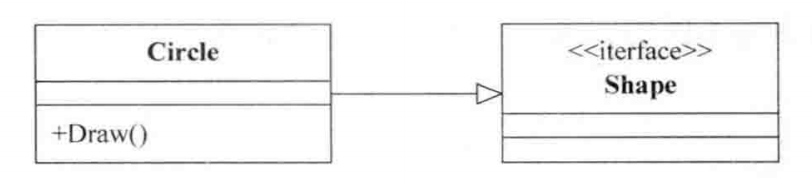 Circle
+Draw()
<<iterface>>
Shape